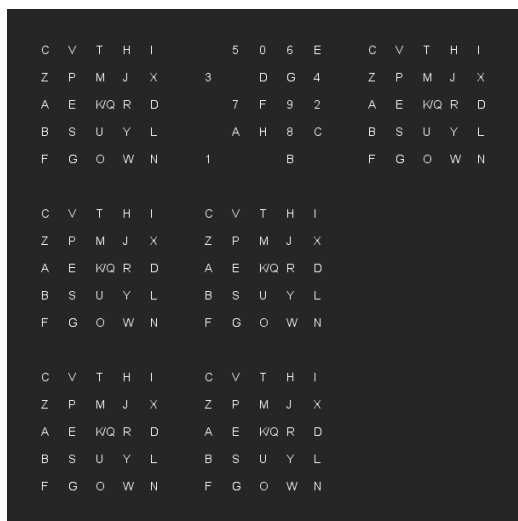 C V T H I 5 0 6 E C V T H I
Z P M J X 3 D G 4 Z P M J X
A E K/Q R D 7 F 9 2 A E K/Q R D
B S U Y L A H 8 C B S U Y L
F G O W N 1 B F G O W N
C V T H I C V T H I
Z P M J X Z P M J X
A E K/Q R D A E K/Q R D
B S U Y L B S U Y L
F G O W N F G O W N
C V T H I C V T H I
Z P M J X Z P M J X
A E K/Q R D A E K/Q R D
B S U Y L B S U Y L
F G O W N F G O W N